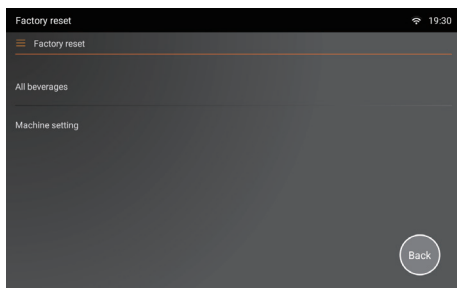 Factory reset 19:30
Factory reset
All beverages
Machine setting
Back